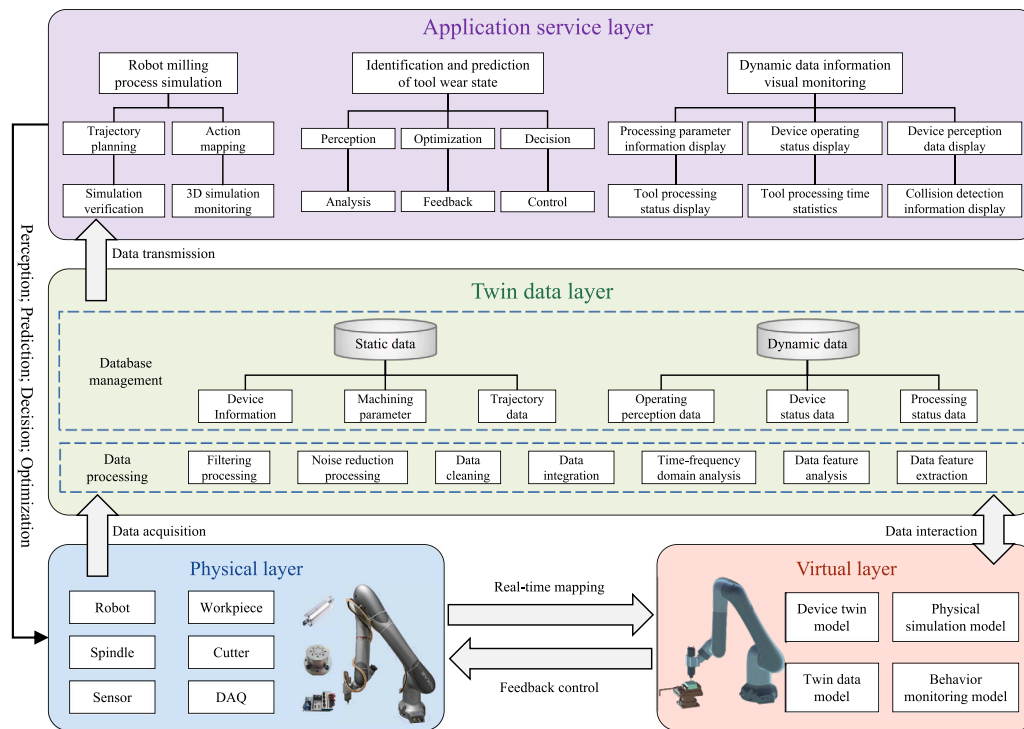 Application service layer
Robot milling
process simulation
Identification and prediction
of tool wear state
Dynamic data information
visual monitoring
Trajectory
planning
Action
mapping
Perception
Optimization
Decision
Processing parameter
information display
Device operating
status display
Device perception
data display
Simulation
verification
3D simulation
monitoring
Analysis
Feedback
Control
Tool processing
status display
Tool processing time
statistics
Collision detection
information display
Perception; Prediction; Decision; Optimization
Data transmission
Twin data layer
Database
management
Static data
Dynamic data
Device
Information
Machining
parameter
Trajectory
data
Operating
perception data
Device
status data
Processing
status data
Data
processing
Filtering
processing
Noise reduction
processing
Data
cleaning
Data
integration
Time-frequency
domain analysis
Data feature
analysis
Data feature
extraction
Data acquisition
Data interaction
Physical layer
Robot
Workpiece
Spindle
Cutter
Sensor
DAQ
Real-time mapping
Feedback control
Virtual layer
Device twin
model
Physical
simulation model
Twin data
model
Behavior
monitoring model